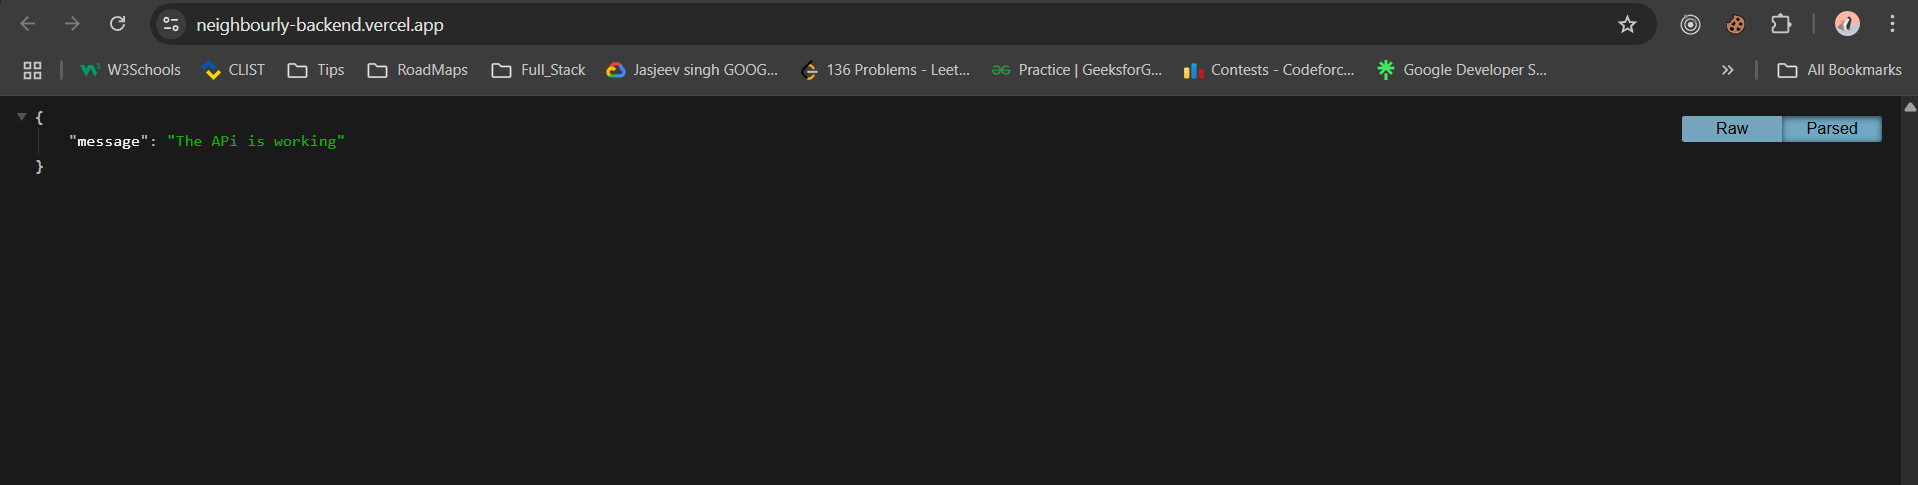 neighbourly-backend.vercel.app
W3Schools CLIST Tips RoadMaps Full_Stack Jasjeev singh GOOG... 136 Problems - Leet... Practice | GeeksforG... Contests - Codeforc... Google Developer S... » All Bookmarks
{
"message": "The APi is working"
}
Raw Parsed